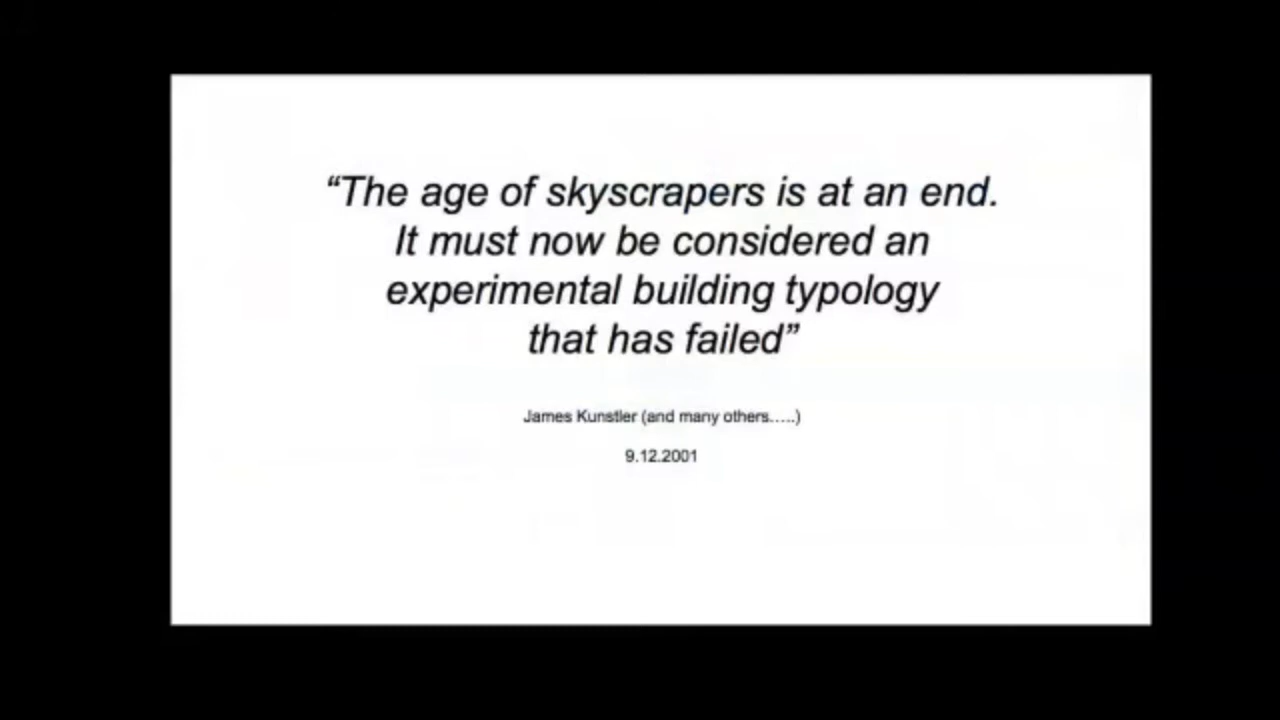 “The age of skyscrapers is at an end.
It must now be considered an
experimental building typology
that has failed”
James Kunstler (and many others.....)
9.12.2001